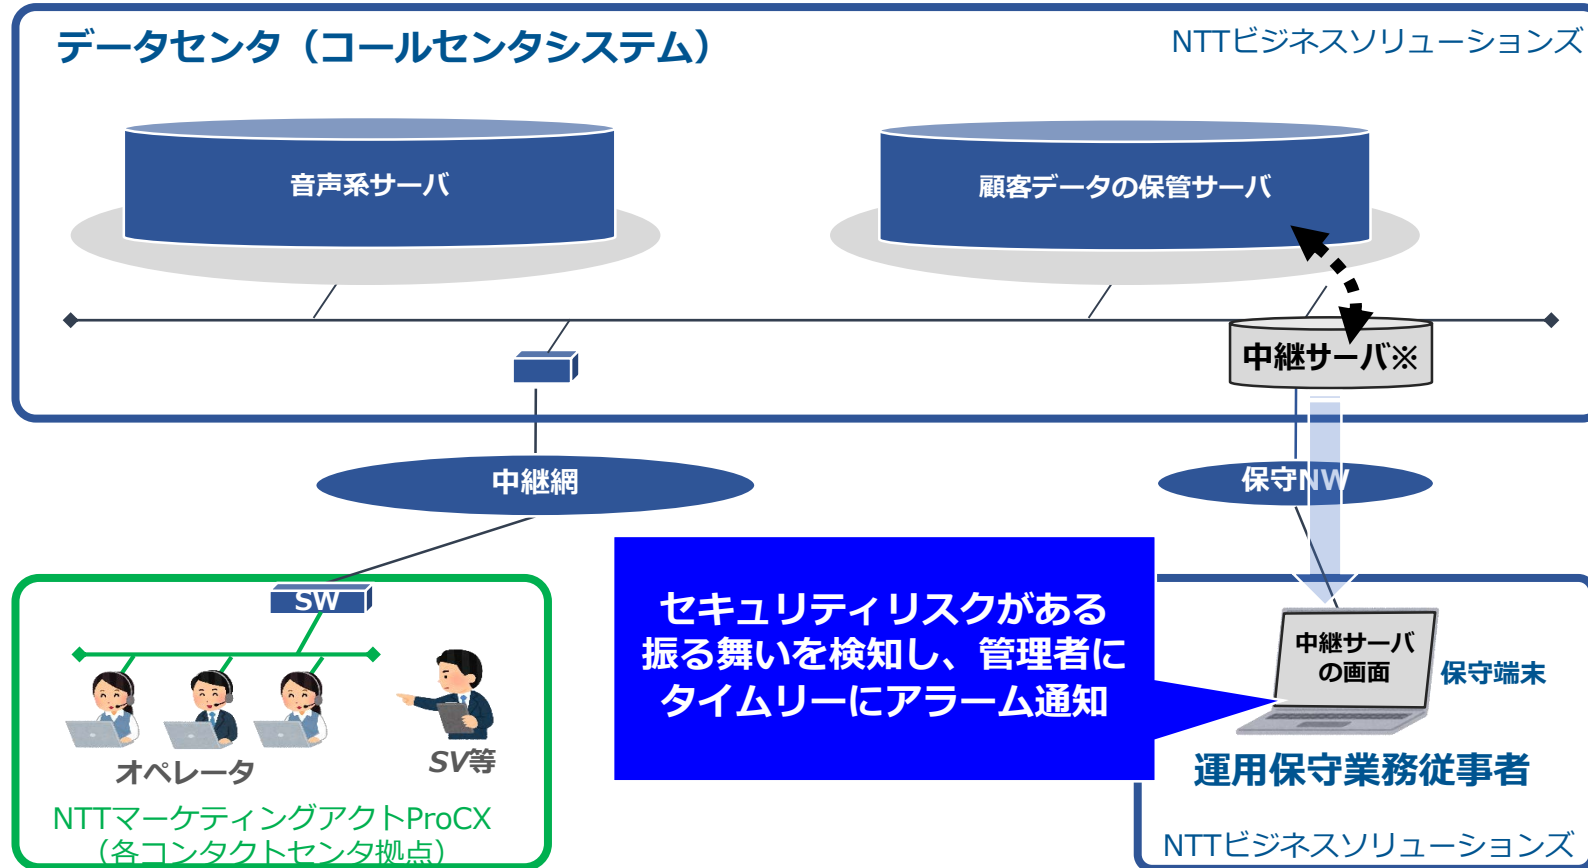 データセンタ（コールセンタシステム）
NTTビジネスソリューションズ
音声系サーバ
顧客データの保管サーバ
中継サーバ※
中継網
保守NW
SW
セキュリティリスクがある
振る舞いを検知し、管理者に
タイムリーにアラーム通知
中継サーバ
の画面
保守端末
オペレータ
SV等
運用保守業務従事者
NTTマーケティングアクトProCX
（各コンタクトセンタ拠点）
NTTビジネスソリューションズ